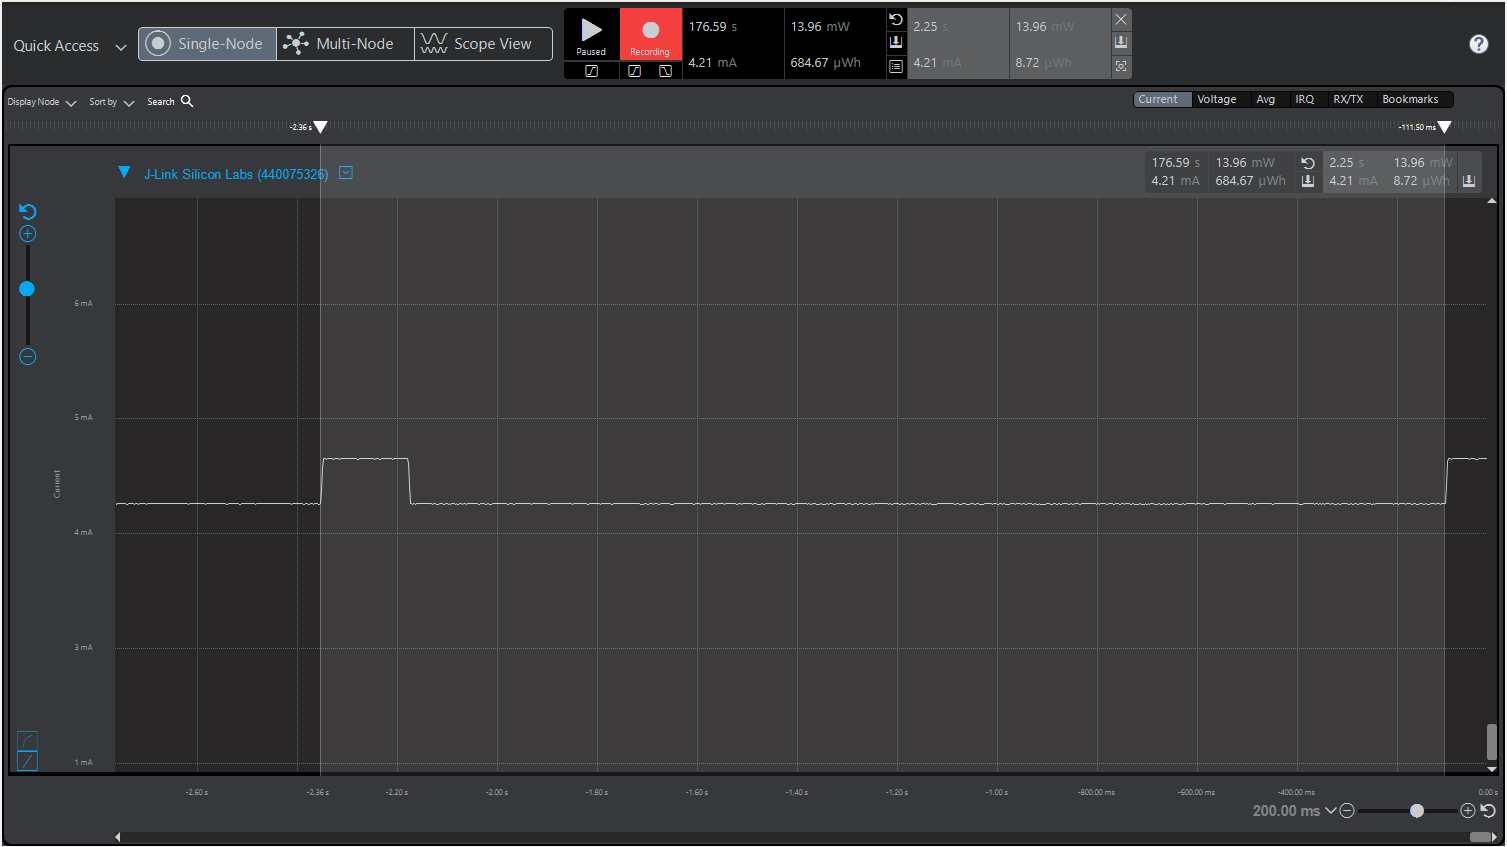 Quick Access
Single-Node
Multi-Node
Scope View
Paused
Recording
176.59 s
13.96 mW
4.21 mA
684.67 µWh
2.25 s
13.96 mW
4.21 mA
8.72 µWh
?
Display Node
Sort by
Search
Current
Voltage
Avg
IRQ
RX/TX
Bookmarks
-2.36 s
-111.50 ms
J-Link Silicon Labs (440075326)
176.59 s
13.96 mW
2.25 s
13.96 mW
4.21 mA
684.67 µWh
4.21 mA
8.72 µWh
6 mA
5 mA
Current
4 mA
3 mA
1 mA
-2.60 s
-2.36 s
-2.20 s
-2.00 s
-1.80 s
-1.60 s
-1.40 s
-1.20 s
-1.00 s
-800.00 ms
-600.00 ms
-400.00 ms
0.00 s
200.00 ms